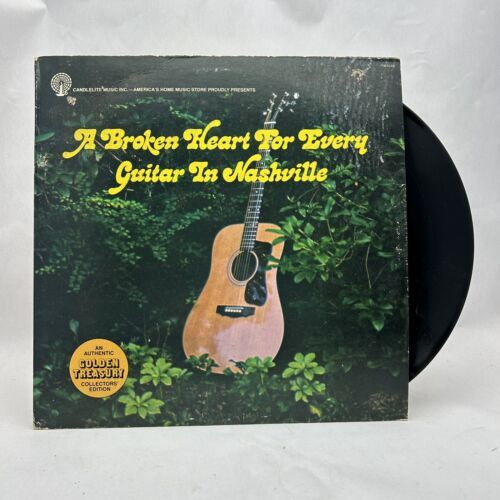 CANDLELITE MUSIC INC.—AMERICA'S HOME MUSIC STORE PROUDLY PRESENTS
A Broken Heart For Every
Guitar In Nashville
AN
AUTHENTIC
GOLDEN
TREASURY
COLLECTORS'
EDITION